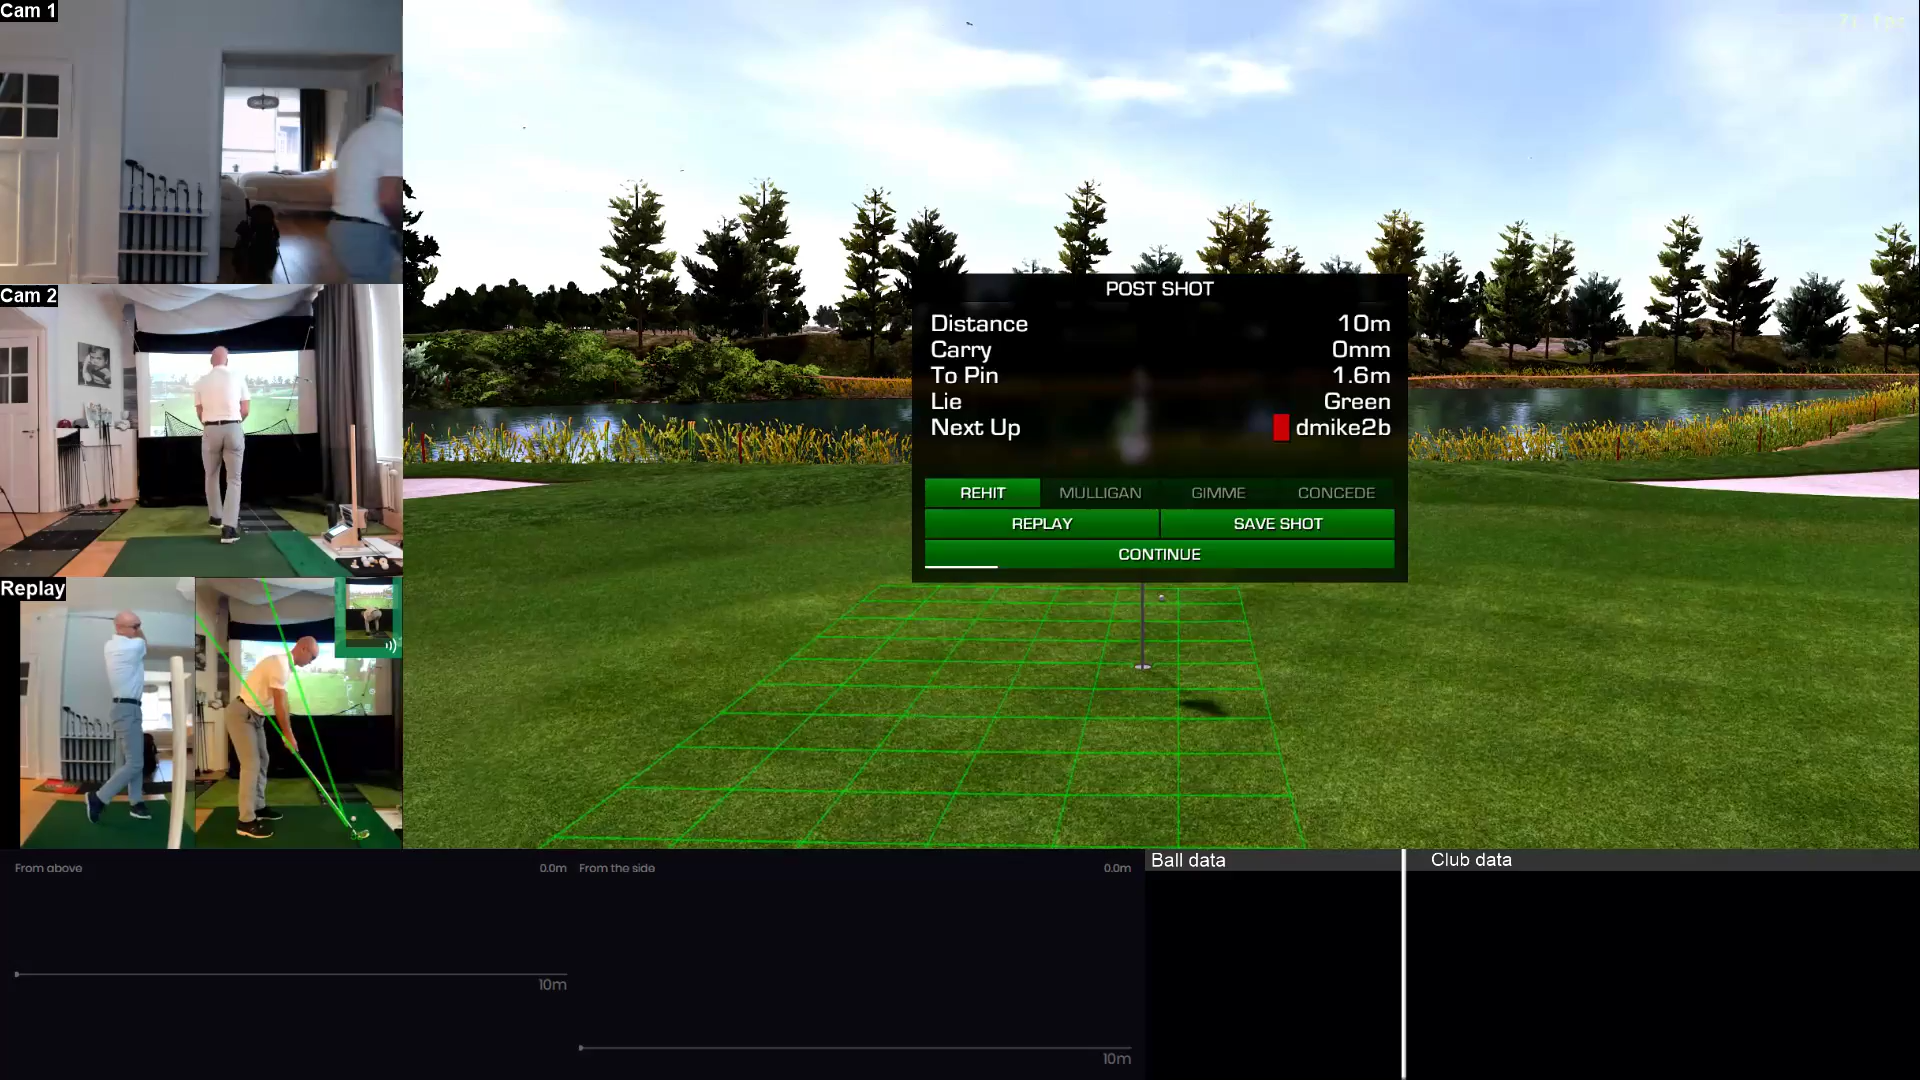 Cam 1
Cam 2
Replay
POST SHOT
Distance 10m
Carry 0mm
To Pin 1.6m
Lie Green
Next Up dmike2b
REHIT MULLIGAN GIMME CONCEDE
REPLAY SAVE SHOT
CONTINUE
From above 0.0m
10m
From the side 0.0m
10m
Ball data
Club data